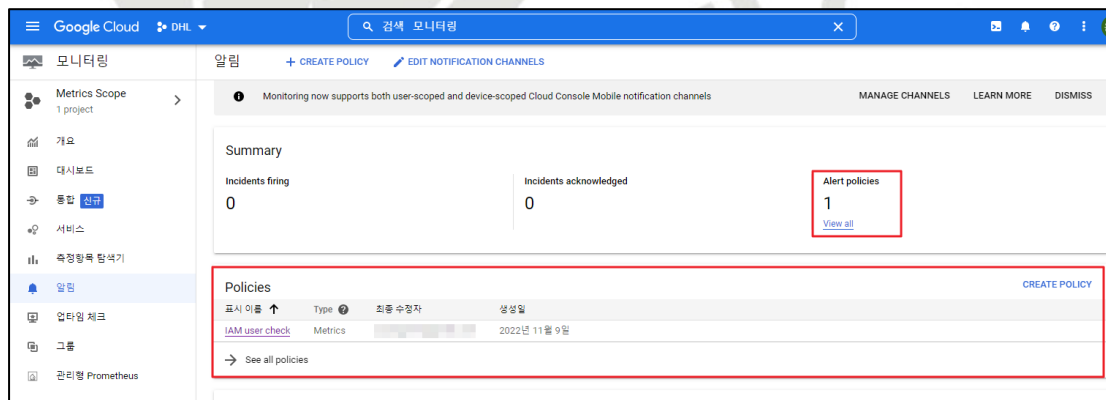 Google Cloud DHL 검색 모니터링
모니터링 알림 CREATE POLICY EDIT NOTIFICATION CHANNELS
Metrics Scope
1 project
Monitoring now supports both user-scoped and device-scoped Cloud Console Mobile notification channels MANAGE CHANNELS LEARN MORE DISMISS
개요
대시보드
통합 신규
서비스
측정항목 탐색기
알림
업타임 체크
그룹
관리형 Prometheus
Summary
Incidents firing Incidents acknowledged Alert policies
0 0 1
View all
Policies CREATE POLICY
표시 이름 Type 최종 수정자 생성일
IAM user check Metrics 2022년 11월 9일
See all policies